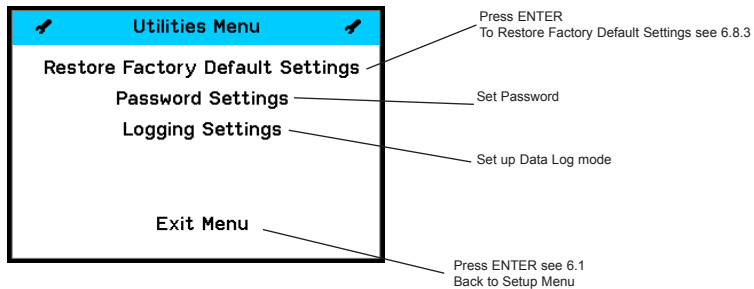 Utilities Menu
Press ENTER
To Restore Factory Default Settings see 6.8.3
Restore Factory Default Settings
Password Settings
Set Password
Logging Settings
Set up Data Log mode
Exit Menu
Press ENTER see 6.1
Back to Setup Menu